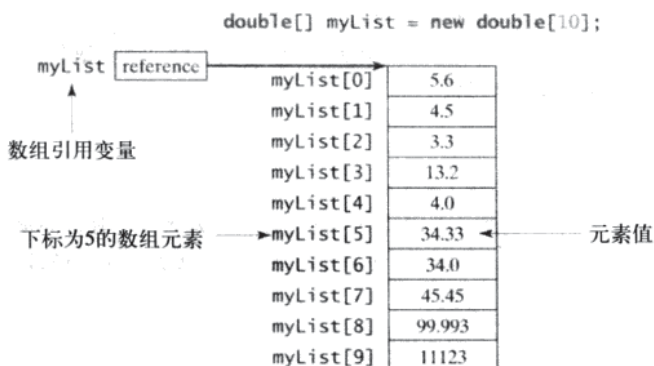 double[] myList = new double[10];
myList reference
数组引用变量
myList[0] 5.6
myList[1] 4.5
myList[2] 3.3
myList[3] 13.2
myList[4] 4.0
下标为5的数组元素 myList[5] 34.33 元素值
myList[6] 34.0
myList[7] 45.45
myList[8] 99.993
myList[9] 11123